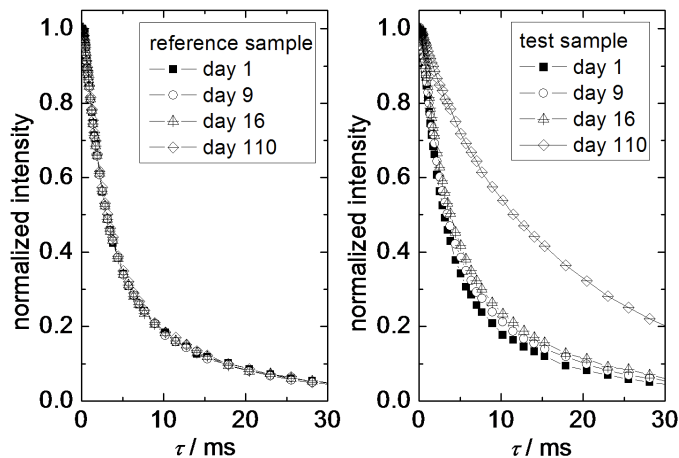 normalized intensity
1.0
0.8
0.6
0.4
0.2
0.0
reference sample
day 1
day 9
day 16
day 110
0 10 20 30
τ / ms
normalized intensity
1.0
0.8
0.6
0.4
0.2
0.0
test sample
day 1
day 9
day 16
day 110
0 10 20 30
τ / ms